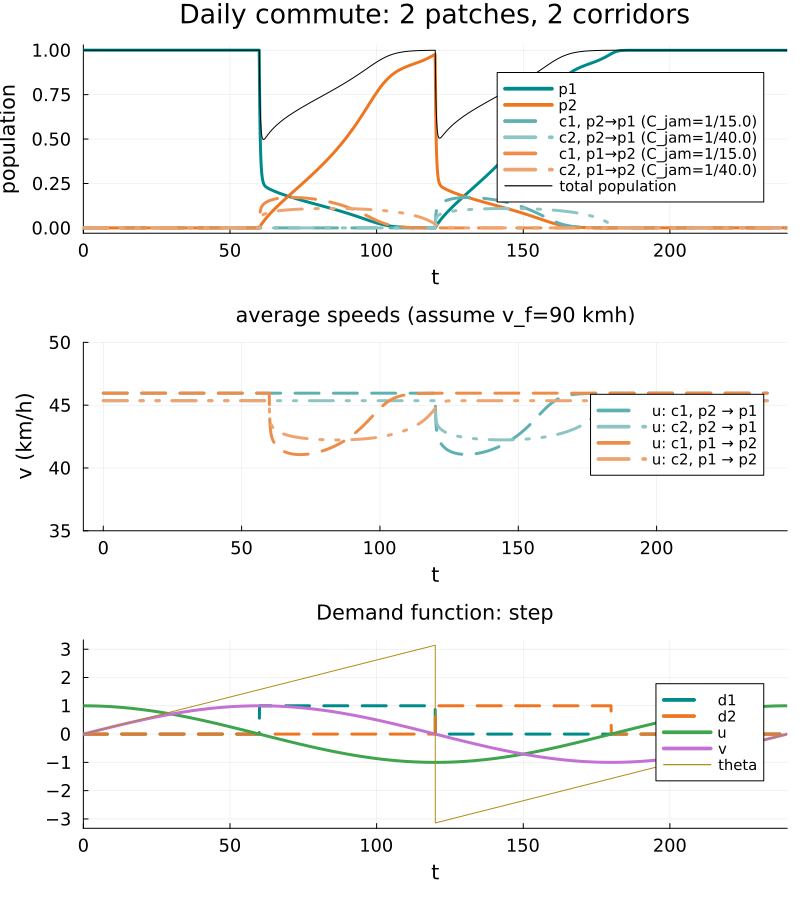 Daily commute: 2 patches, 2 corridors
1.00
0.75
0.50
0.25
0.00
population
p1
p2
c1, p2→p1 (C_jam=1/15.0)
c2, p2→p1 (C_jam=1/40.0)
c1, p1→p2 (C_jam=1/15.0)
c2, p1→p2 (C_jam=1/40.0)
total population
0 50 100 150 200
t
average speeds (assume v_f=90 kmh)
50
45
40
35
v (km/h)
u: c1, p2 → p1
u: c2, p2 → p1
u: c1, p1 → p2
u: c2, p1 → p2
0 50 100 150 200
t
Demand function: step
3
2
1
0
−1
−2
−3
d1
d2
u
v
theta
0 50 100 150 200
t